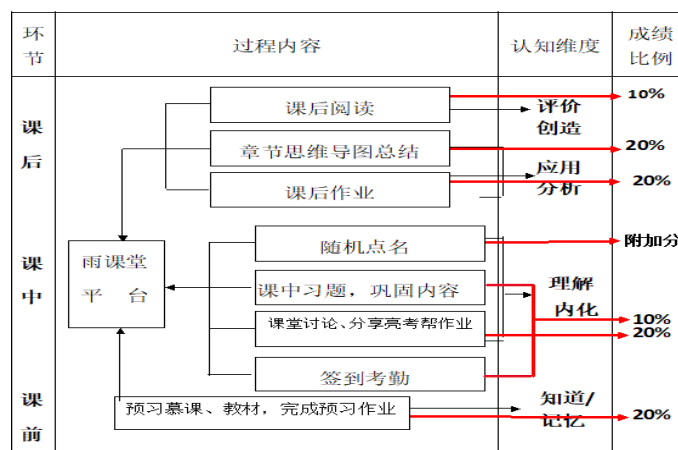 环节
过程内容
认知维度
成绩比例
课后
课后阅读
评价创造
10%
章节思维导图总结
20%
课后作业
应用分析
20%
课中
雨课堂平 台
随机点名
附加分
课中习题，巩固内容
理解内化
10%
课堂讨论、分享亮考帮作业
20%
签到考勤
课前
预习慕课、教材，完成预习作业
知道/记忆
20%